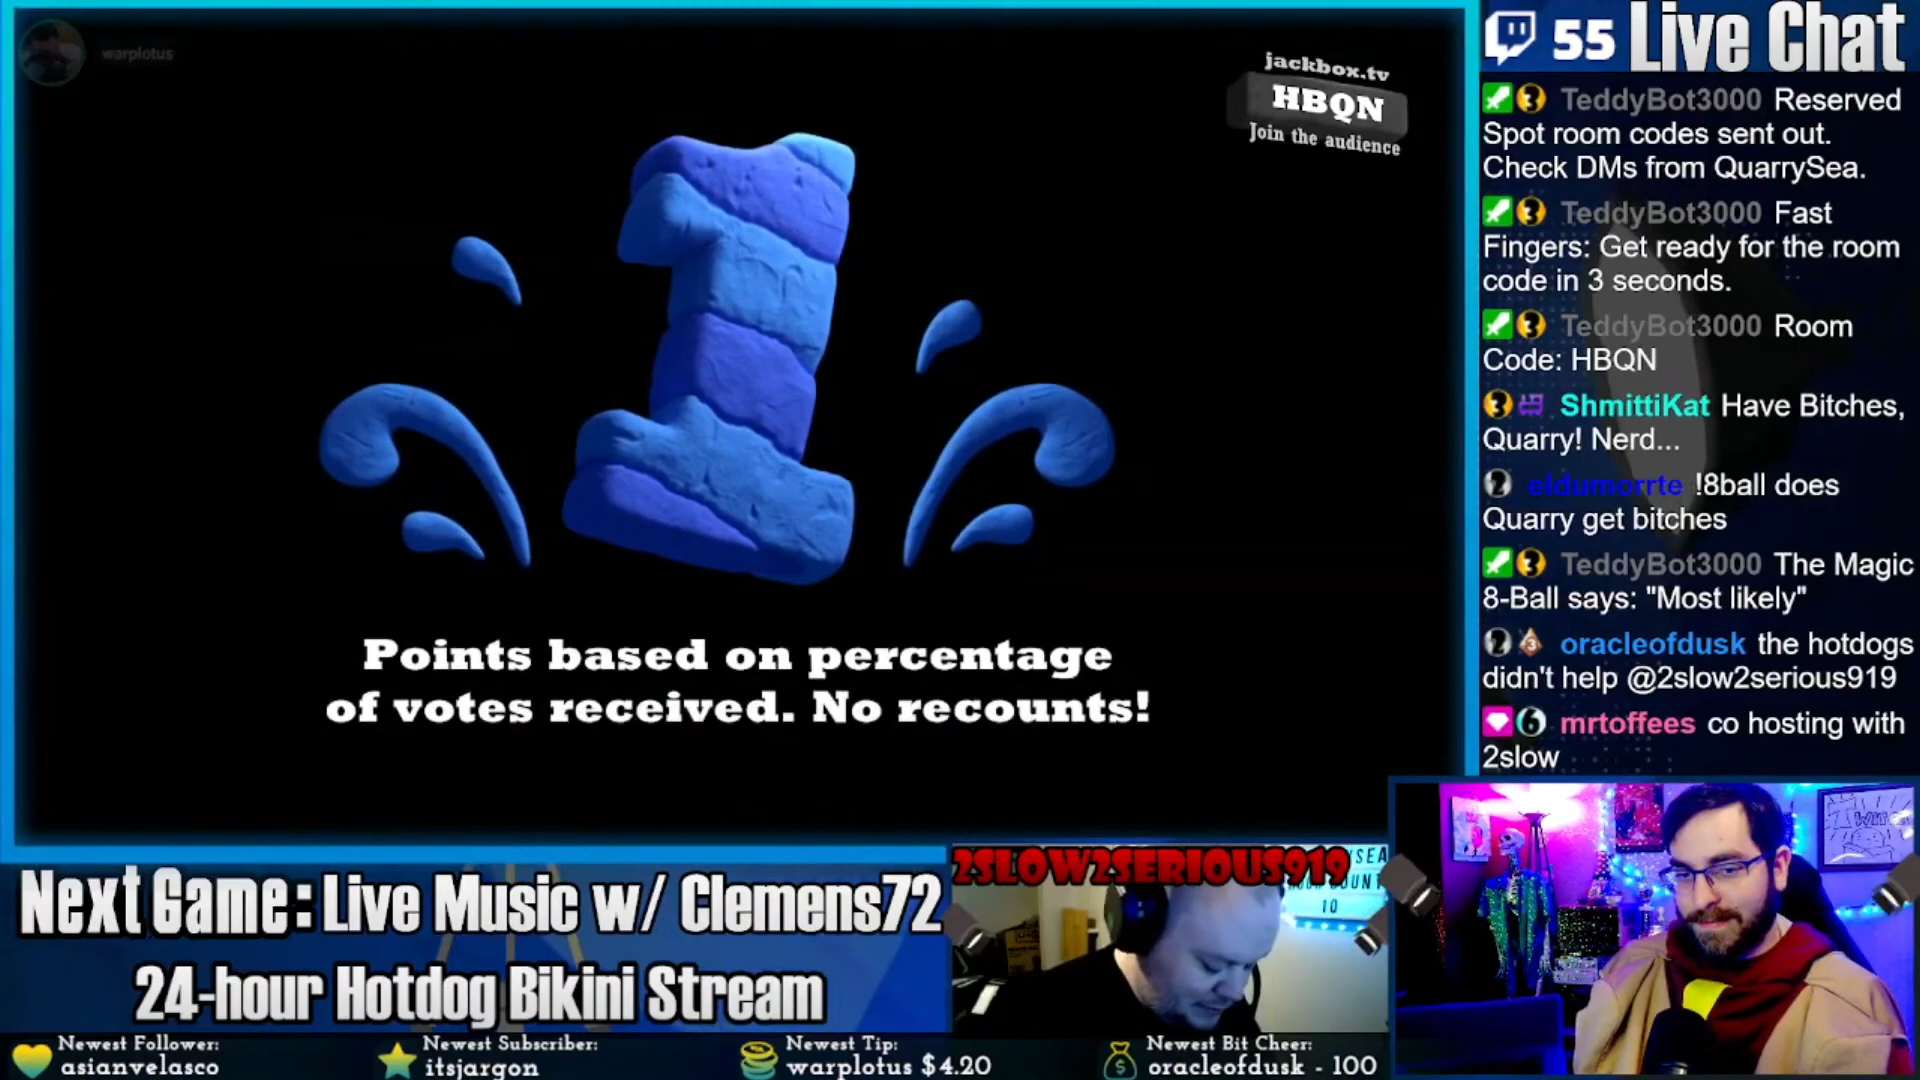 warplotus
jackbox.tv
HBQN
Join the audience
Points based on percentage
of votes received. No recounts!
55 Live Chat
TeddyBot3000 Reserved
Spot room codes sent out.
Check DMs from QuarrySea.
TeddyBot3000 Fast
Fingers: Get ready for the room
code in 3 seconds.
TeddyBot3000 Room
Code: HBQN
ShmittiKat Have Bitches,
Quarry! Nerd...
eldumorrte !8ball does
Quarry get bitches
TeddyBot3000 The Magic
8-Ball says: "Most likely"
oracleofdusk the hotdogs
didn't help @2slow2serious919
mrtoffees co hosting with
2slow
Next Game: Live Music w/ Clemens72
24-hour Hotdog Bikini Stream
2SLOW2SERIOUS919
10
Newest Follower:
asianvelasco
Newest Subscriber:
itsjargon
Newest Tip:
warplotus $4.20
Newest Bit Cheer:
oracleofdusk - 100